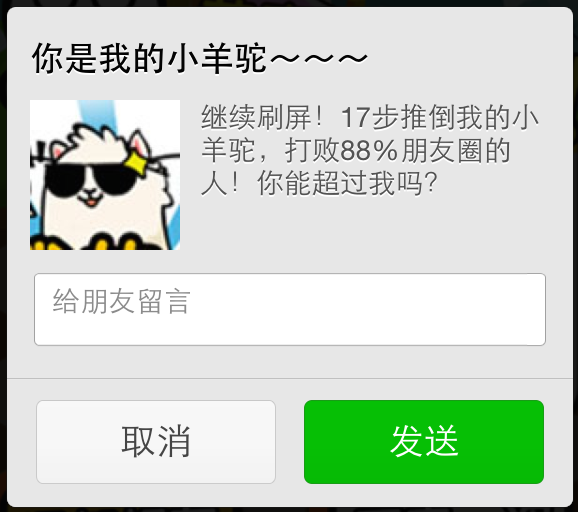 你是我的小羊驼～～～
继续刷屏！17步推倒我的小
羊驼，打败88%朋友圈的
人！你能超过我吗？
给朋友留言
取消
发送